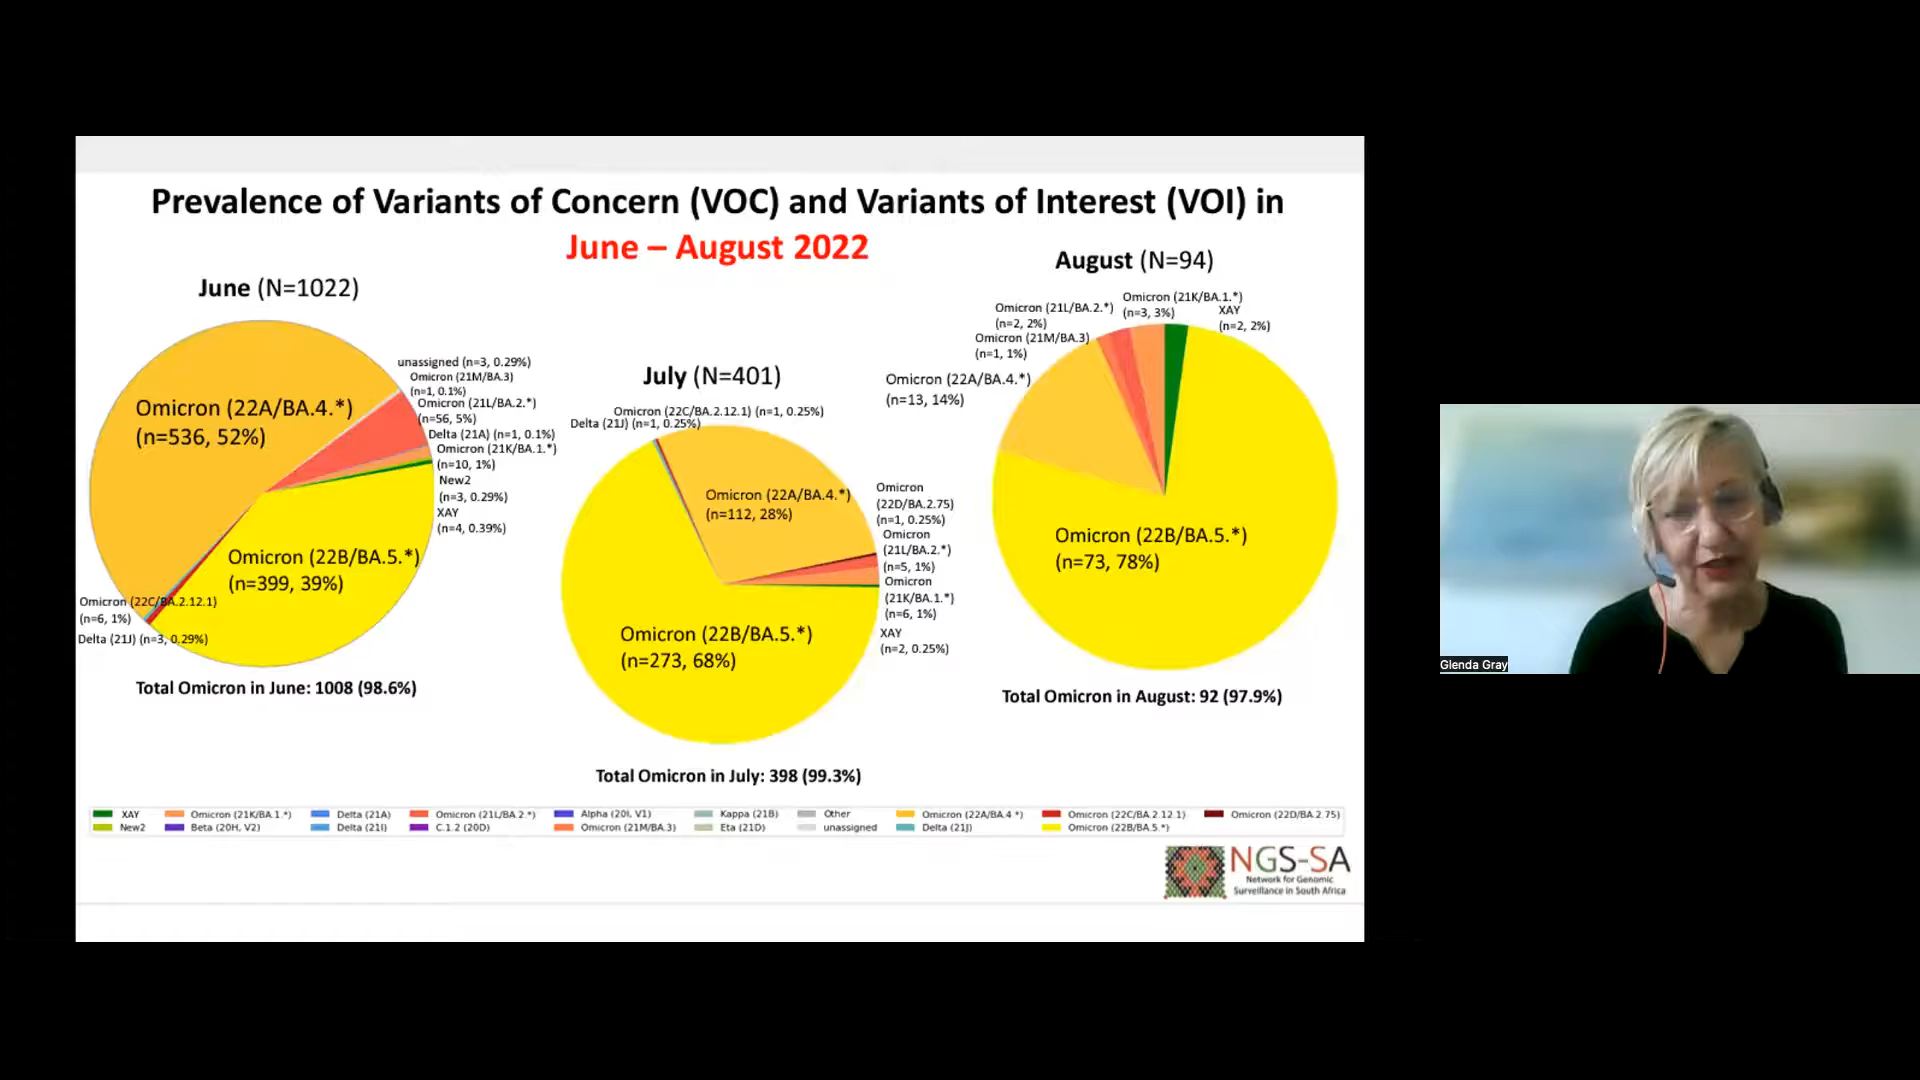 Prevalence of Variants of Concern (VOC) and Variants of Interest (VOI) in
June – August 2022
June (N=1022)
Omicron (22A/BA.4.*)
(n=536, 52%)
unassigned (n=3, 0.29%)
Omicron (21M/BA.3)
(n=1, 0.1%)
Omicron (21L/BA.2.*)
(n=56, 5%)
Delta (21A) (n=1, 0.1%)
Omicron (21K/BA.1.*)
(n=10, 1%)
New2
(n=3, 0.29%)
XAY
(n=4, 0.39%)
Omicron (22B/BA.5.*)
(n=399, 39%)
Omicron (22C/BA.2.12.1)
(n=6, 1%)
Delta (21J) (n=3, 0.29%)
Total Omicron in June: 1008 (98.6%)
July (N=401)
Omicron (22C/BA.2.12.1) (n=1, 0.25%)
Delta (21J) (n=1, 0.25%)
Omicron (22A/BA.4.*)
(n=112, 28%)
Omicron
(22D/BA.2.75)
(n=1, 0.25%)
Omicron
(21L/BA.2.*)
(n=5, 1%)
Omicron
(21K/BA.1.*)
(n=6, 1%)
XAY
(n=2, 0.25%)
Omicron (22B/BA.5.*)
(n=273, 68%)
Total Omicron in July: 398 (99.3%)
August (N=94)
Omicron (21K/BA.1.*)
(n=3, 3%)
XAY
(n=2, 2%)
Omicron (21L/BA.2.*)
(n=2, 2%)
Omicron (21M/BA.3)
(n=1, 1%)
Omicron (22A/BA.4.*)
(n=13, 14%)
Omicron (22B/BA.5.*)
(n=73, 78%)
Total Omicron in August: 92 (97.9%)
XAY Omicron (21K/BA.1.*) Delta (21A) Omicron (21L/BA.2.*) Alpha (20I, V1) Kappa (21B) Other Omicron (22A/BA.4 *) Omicron (22C/BA.2.12.1) Omicron (22D/BA.2.75)
New2 Beta (20H, V2) Delta (21I) C.1.2 (20D) Omicron (21M/BA.3) Eta (21D) unassigned Delta (21J) Omicron (22B/BA.5.*)
NGS-SA
Network for Genomic
Surveillance in South Africa
Glenda Gray